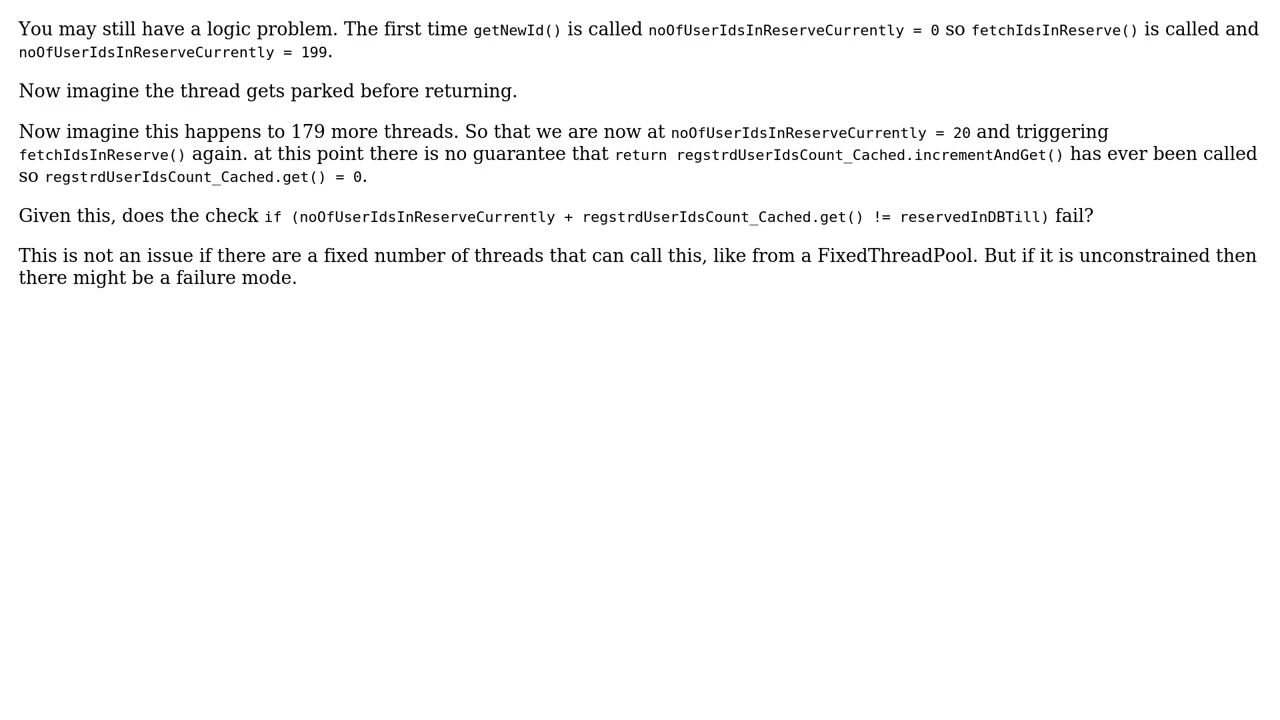 You may still have a logic problem. The first time getNewId() is called noOfUserIdsInReserveCurrently = 0 so fetchIdsInReserve() is called and
noOfUserIdsInReserveCurrently = 199.
Now imagine the thread gets parked before returning.
Now imagine this happens to 179 more threads. So that we are now at noOfUserIdsInReserveCurrently = 20 and triggering
fetchIdsInReserve() again. at this point there is no guarantee that return regstrdUserIdsCount_Cached.incrementAndGet() has ever been called
so regstrdUserIdsCount_Cached.get() = 0.
Given this, does the check if (noOfUserIdsInReserveCurrently + regstrdUserIdsCount_Cached.get() != reservedInDBTill) fail?
This is not an issue if there are a fixed number of threads that can call this, like from a FixedThreadPool. But if it is unconstrained then
there might be a failure mode.